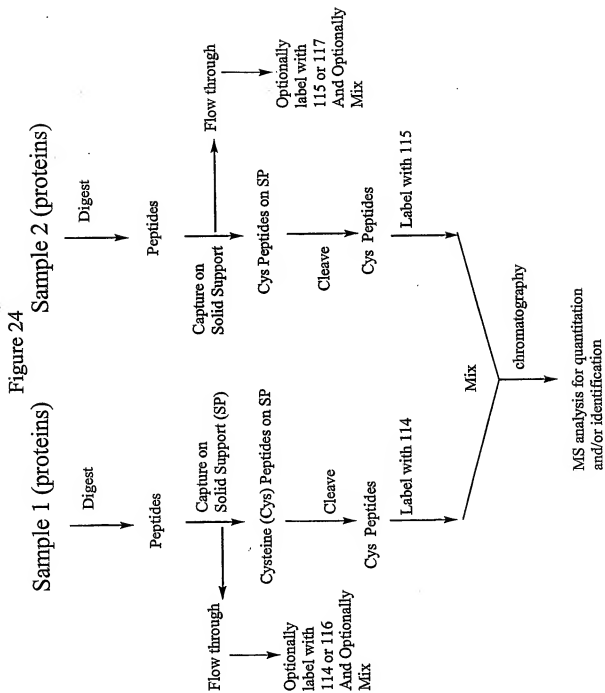 Figure 24
Sample 1 (proteins)
Digest
Peptides
Capture on
Solid Support (SP)
Flow through
Optionally
label with
114 or 116
And Optionally
Mix
Cysteine (Cys) Peptides on SP
Cleave
Cys Peptides
Label with 114
Sample 2 (proteins)
Digest
Peptides
Capture on
Solid Support
Flow through
Optionally
label with
115 or 117
And Optionally
Mix
Cys Peptides on SP
Cleave
Cys Peptides
Label with 115
Mix
chromatography
MS analysis for quantitation
and/or identification